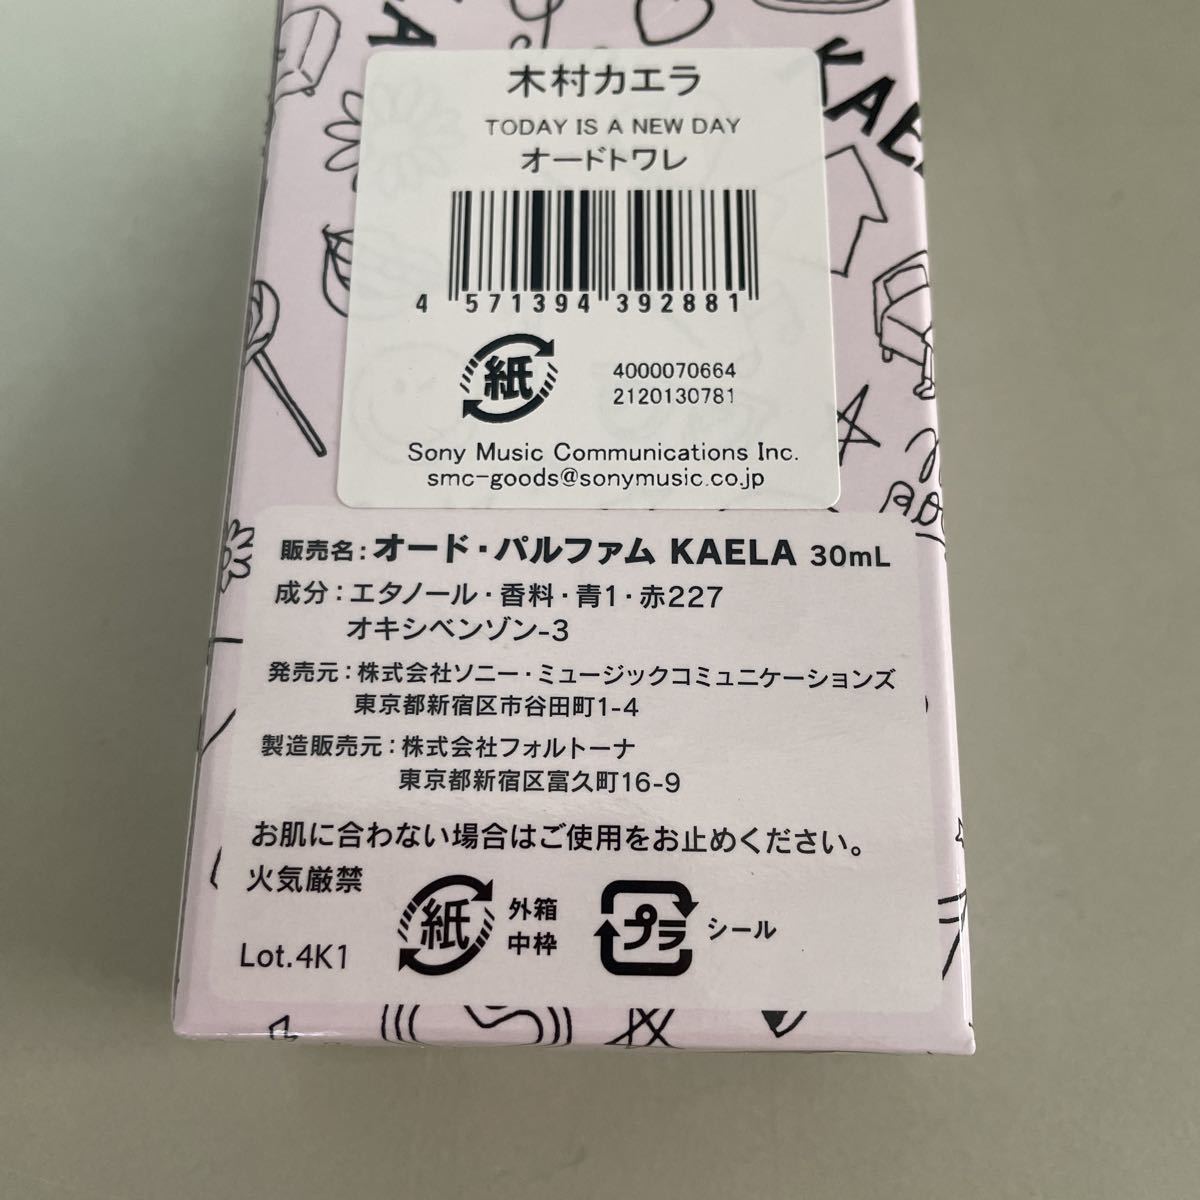 KAELA
木村カエラ
TODAY IS A NEW DAY
オードトワレ
4 571394 392881
紙
4000070664
2120130781
Sony Music Communications Inc.
smc-goods@sonymusic.co.jp
販売名:オード・パルファム KAELA 30mL
成分:エタノール・香料・青1・赤227
オキシベンゾン-3
発売元:株式会社ソニー・ミュージックコミュニケーションズ
東京都新宿区市谷田町1-4
製造販売元:株式会社フォルトーナ
東京都新宿区富久町16-9
お肌に合わない場合はご使用をお止めください。
火気厳禁
紙 外箱
中枠
プラ シール
Lot.4K1